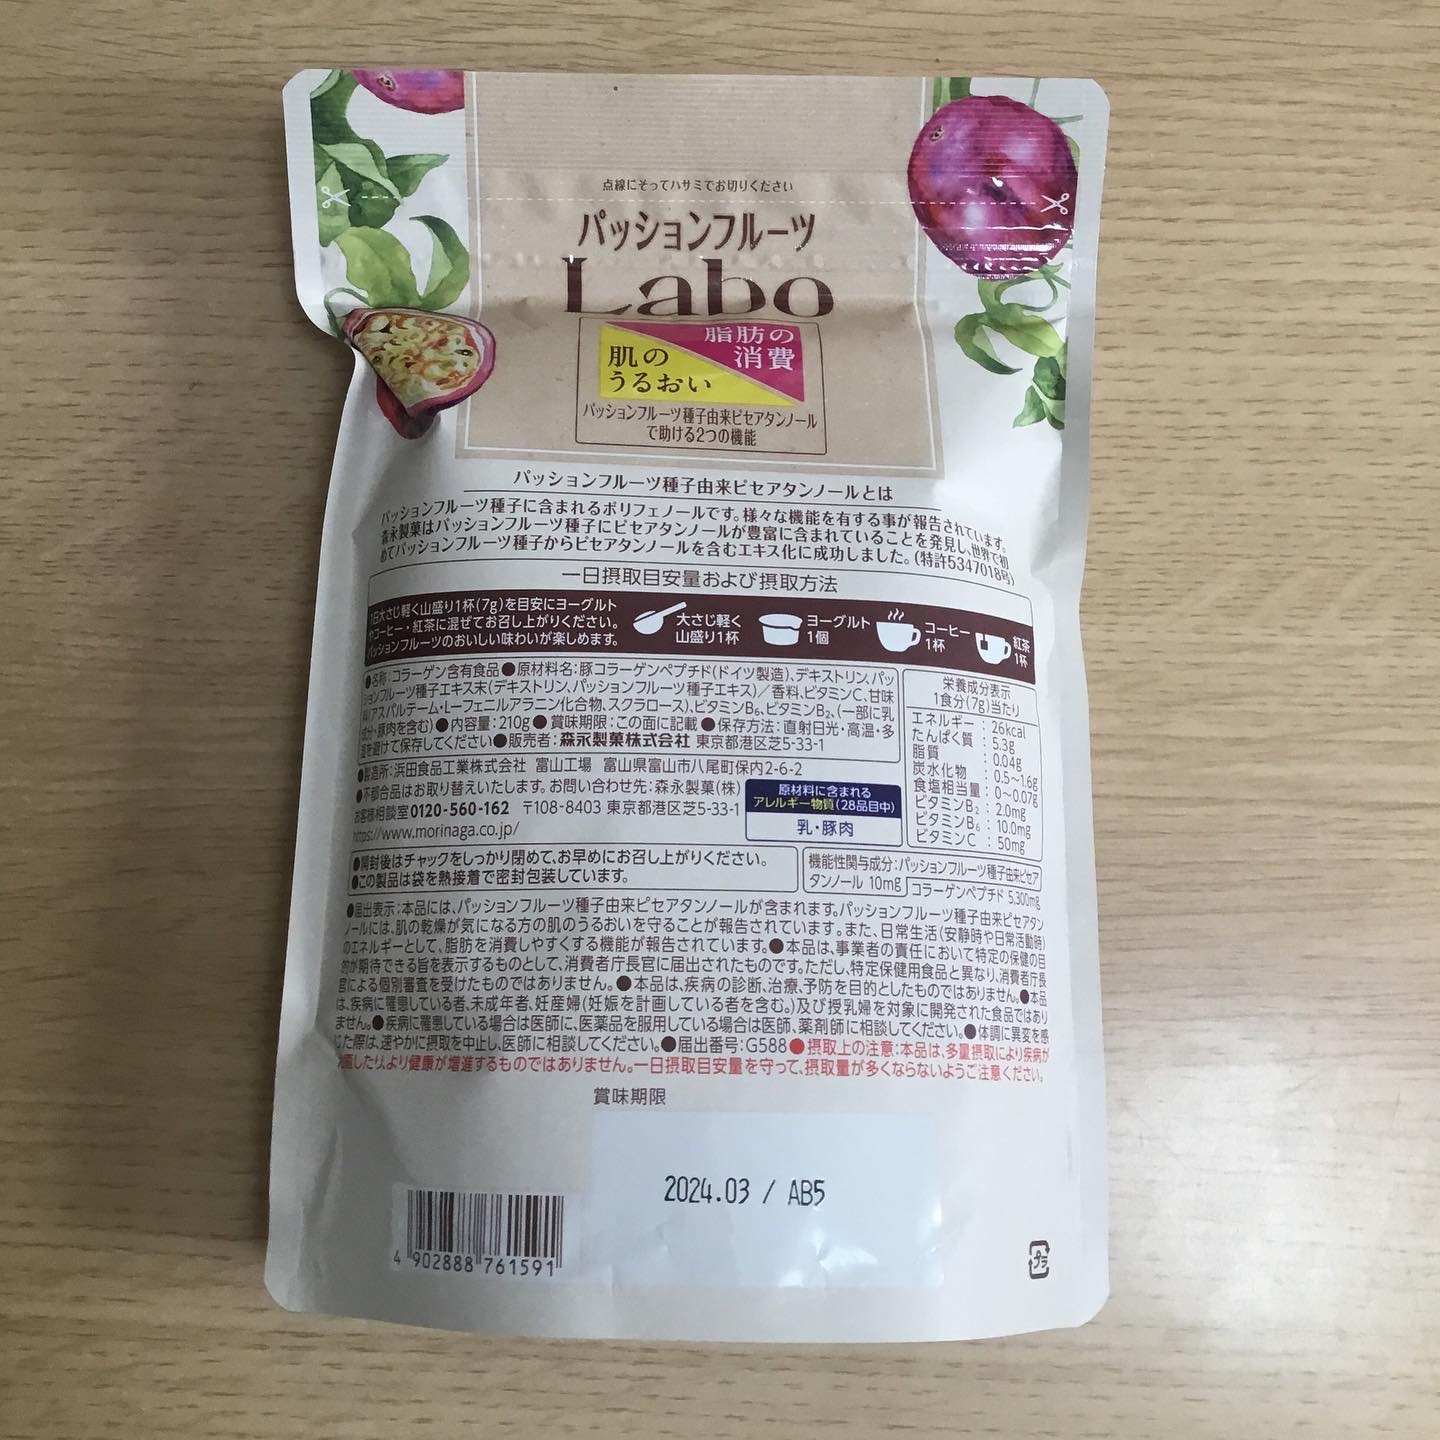 点線にそってハサミでお切りください
パッションフルーツ
Labo
脂肪の
消費
肌の
うるおい
パッションフルーツ種子由来ピセアタンノール
で助ける2つの機能
パッションフルーツ種子由来ピセアタンノールとは
パッションフルーツ種子に含まれるポリフェノールです。様々な機能を有する事が報告されています。
森永製菓はパッションフルーツ種子にピセアタンノールが豊富に含まれていることを発見し、世界で初
めてパッションフルーツ種子からピセアタンノールを含むエキス化に成功しました。(特許5347018号)
一日摂取目安量および摂取方法
1日大さじ軽く山盛り1杯(7g)を目安にヨーグルト
やコーヒー・紅茶に混ぜてお召し上がりください。
パッションフルーツのおいしい味わいが楽しめます。
大さじ軽く
山盛り1杯
ヨーグルト
1個
コーヒー
1杯
紅茶
1杯
●名称:コラーゲン含有食品●原材料名:豚コラーゲンペプチド(ドイツ製造)、デキストリン、パッ
ションフルーツ種子エキス末(デキストリン、パッションフルーツ種子エキス)／香料、ビタミンC、甘味
料(アスパルテーム・L-フェニルアラニン化合物、スクラロース)、ビタミンB6、ビタミンB2、(一部に乳
成分・豚肉を含む)●内容量:210g●賞味期限:この面に記載●保存方法:直射日光・高温・多
湿を避けて保存してください●販売者:森永製菓株式会社 東京都港区芝5-33-1
●製造所:浜田食品工業株式会社 富山工場 富山県富山市八尾町保内2-6-2
●不都合品はお取り替えいたします。お問い合わせ先:森永製菓(株)
お客様相談室0120-560-162 〒108-8403 東京都港区芝5-33-1
https://www.morinaga.co.jp/
栄養成分表示
1食分(7g)当たり
エネルギー : 26kcal
たんぱく質 : 5.3g
脂質 : 0.04g
炭水化物 : 0.5~1.6g
食塩相当量 : 0~0.07g
ビタミンB2 : 2.0mg
ビタミンB6 : 10.0mg
ビタミンC : 50mg
原材料に含まれる
アレルギー物質(28品目中)
乳・豚肉
●開封後はチャックをしっかり閉めて、お早めにお召し上がりください。
●この製品は袋を熱接着で密封包装しています。
機能性関与成分:パッションフルーツ種子由来ピセア
タンノール 10mg
コラーゲンペプチド 5,300mg
●届出表示:本品には、パッションフルーツ種子由来ピセアタンノールが含まれます。パッションフルーツ種子由来ピセアタン
ノールには、肌の乾燥が気になる方の肌のうるおいを守ることが報告されています。また、日常生活(安静時や日常活動時)
のエネルギーとして、脂肪を消費しやすくする機能が報告されています。●本品は、事業者の責任において特定の保健の目
的が期待できる旨を表示するものとして、消費者庁長官に届出されたものです。ただし、特定保健用食品と異なり、消費者庁長
官による個別審査を受けたものではありません。●本品は、疾病の診断、治療、予防を目的としたものではありません。●本品
は、疾病に罹患している者、未成年者、妊産婦(妊娠を計画している者を含む。)及び授乳婦を対象に開発された食品ではあり
ません。●疾病に罹患している場合は医師に、医薬品を服用している場合は医師、薬剤師に相談してください。●体調に異変を感
じた際は、速やかに摂取を中止し、医師に相談してください。●届出番号:G588●摂取上の注意:本品は、多量摂取により疾病が
治癒したり、より健康が増進するものではありません。一日摂取目安量を守って、摂取量が多くならないようご注意ください。
賞味期限
2024.03 / AB5
4 902888 761591
プラ